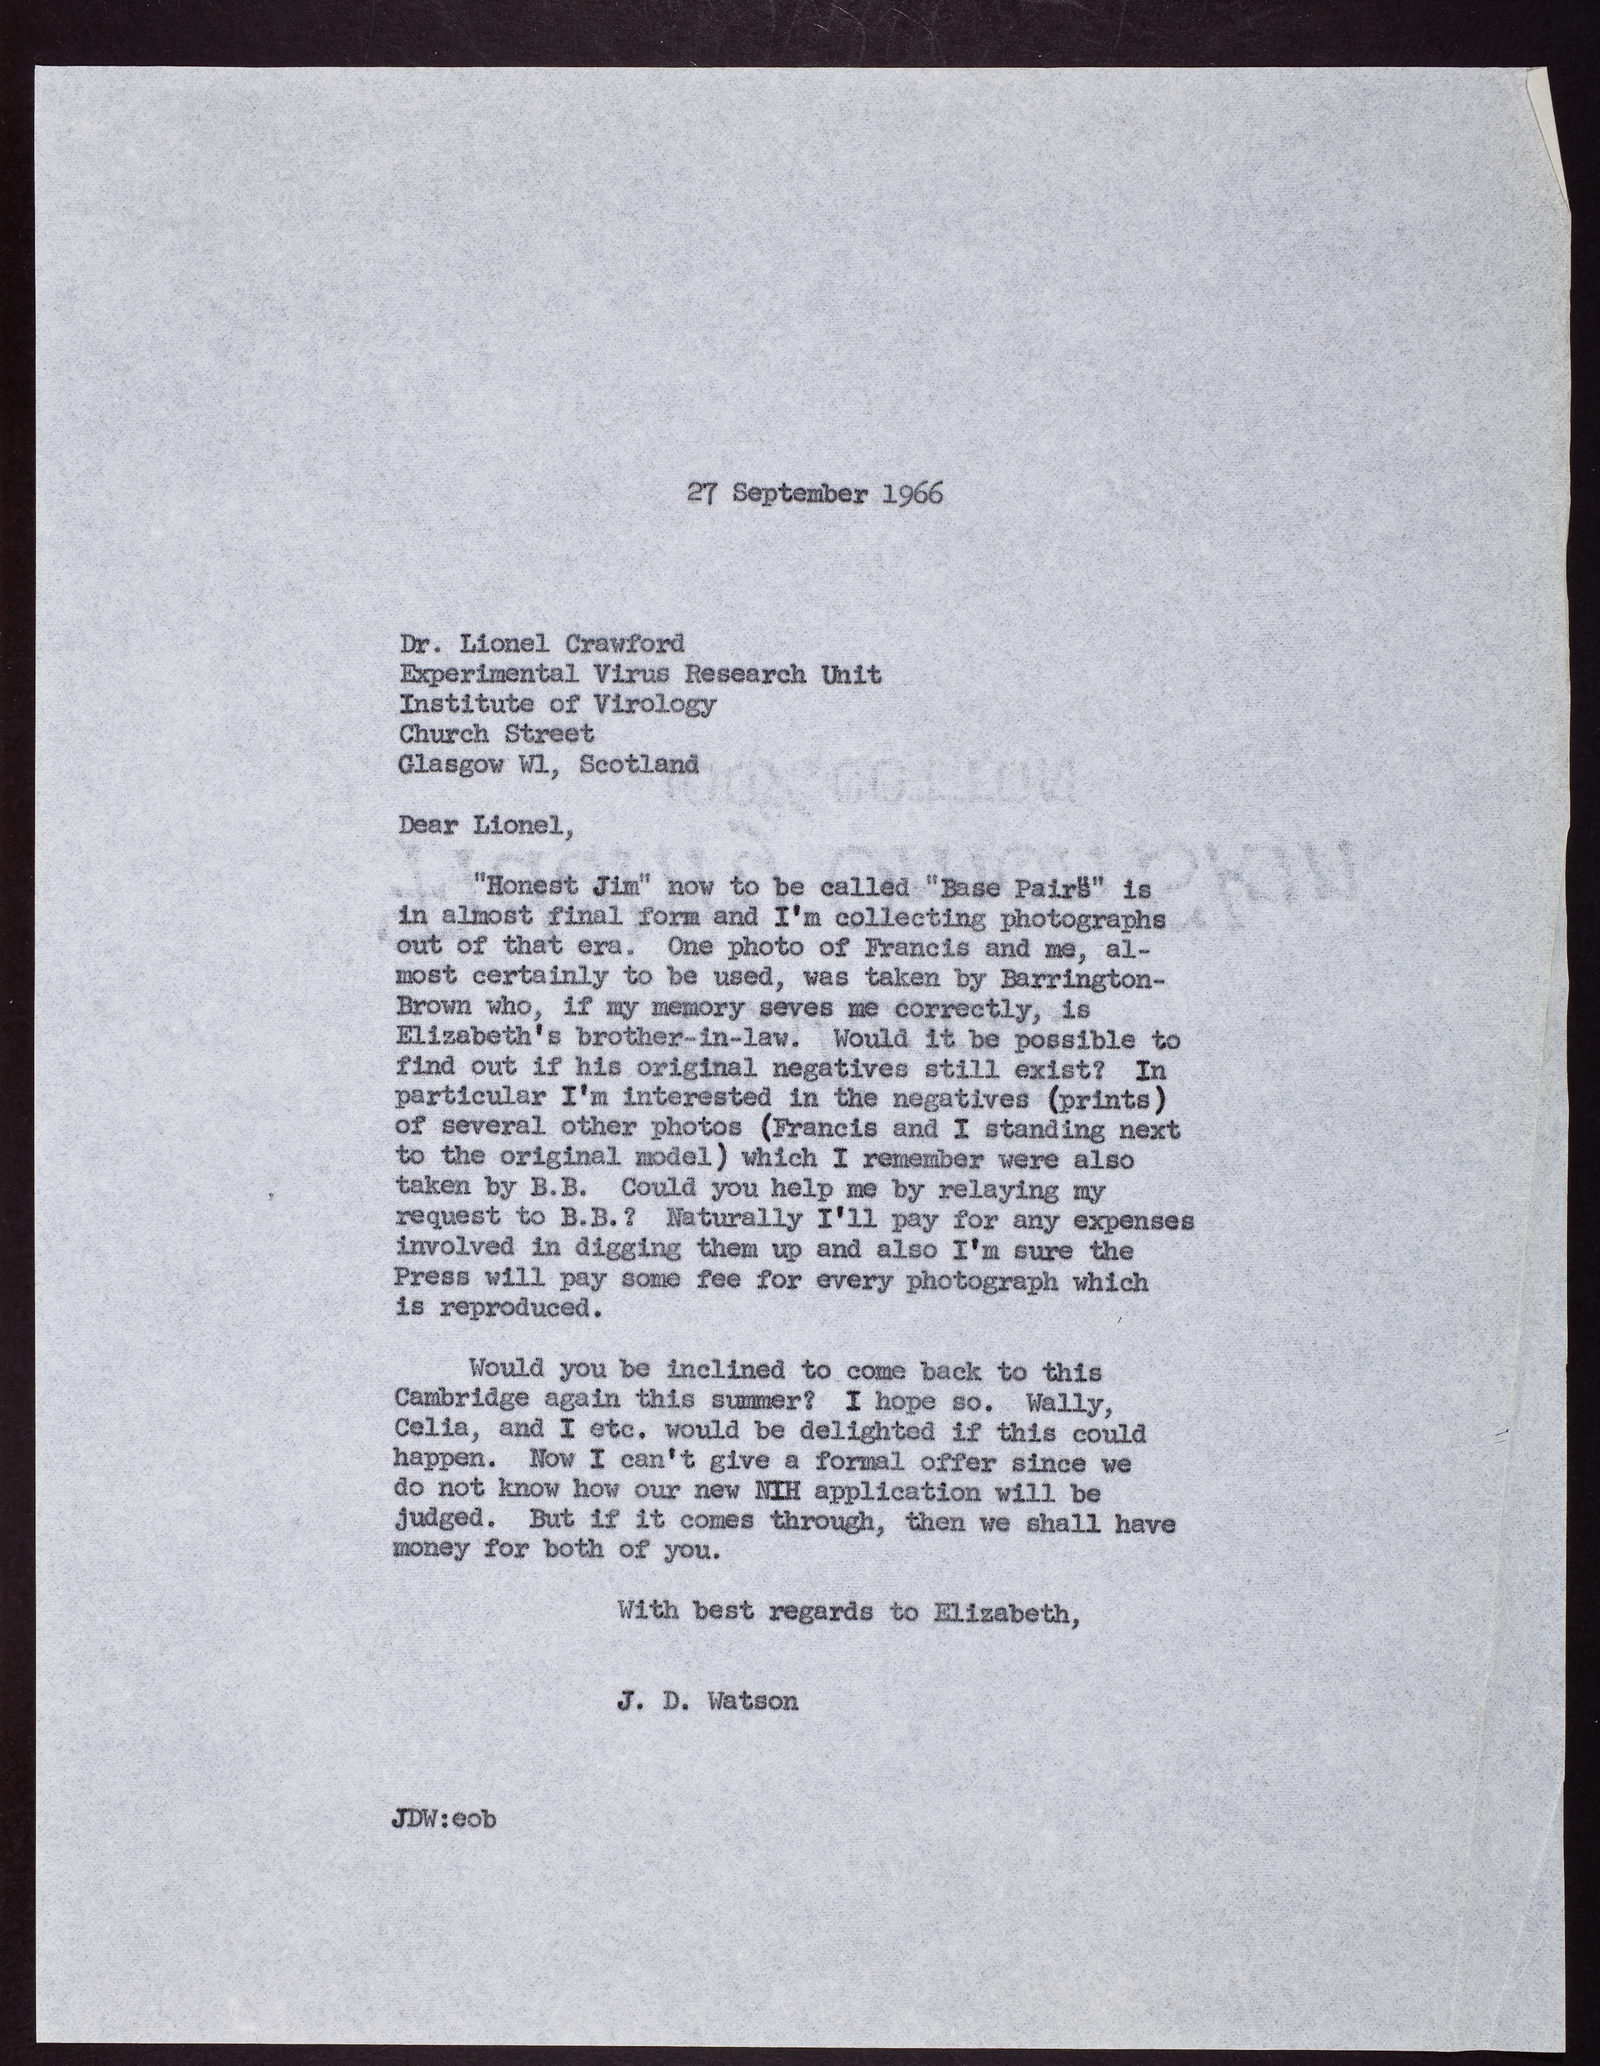 27 September 1966
Dr. Lionel Crawford
Experimental Virus Research Unit
Institute of Virology
Church Street
Glasgow W1, Scotland
Dear Lionel,
"Honest Jim" now to be called "Base Pairs" is
in almost final form and I'm collecting photographs
out of that era. One photo of Francis and me, al-
most certainly to be used, was taken by Barrington-
Brown who, if my memory seves me correctly, is
Elizabeth's brother-in-law. Would it be possible to
find out if his original negatives still exist? In
particular I'm interested in the negatives (prints)
of several other photos (Francis and I standing next
to the original model) which I remember were also
taken by B.B. Could you help me by relaying my
request to B.B.? Naturally I'll pay for any expenses
involved in digging them up and also I'm sure the
Press will pay some fee for every photograph which
is reproduced.
Would you be inclined to come back to this
Cambridge again this summer? I hope so. Wally,
Celia, and I etc. would be delighted if this could
happen. Now I can't give a formal offer since we
do not know how our new NIH application will be
judged. But if it comes through, then we shall have
money for both of you.
With best regards to Elizabeth,
J. D. Watson
JDW:eob